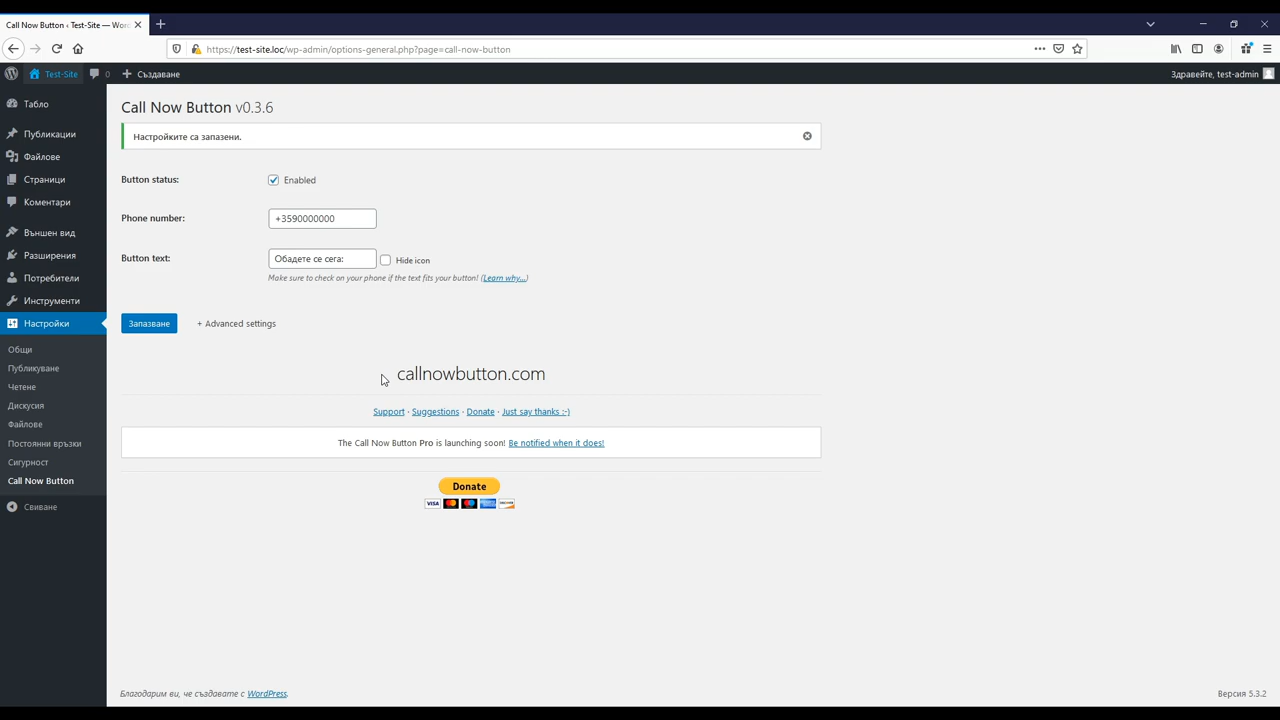 Call Now Button ‹ Test-Site — Wor
https://test-site.loc/wp-admin/options-general.php?page=call-now-button
Test-Site
0
Създаване
Здравейте, test-admin
Табло
Публикации
Файлове
Страници
Коментари
Външен вид
Разширения
Потребители
Инструменти
Настройки
Общи
Публикуване
Четене
Дискусия
Файлове
Постоянни връзки
Сигурност
Call Now Button
Свиване
Call Now Button v0.3.6
Настройките са запазени.
Button status:
Enabled
Phone number:
+3590000000
Button text:
Обадете се сега:
Hide icon
Make sure to check on your phone if the text fits your button! (Learn why...)
Запазване
+ Advanced settings
callnowbutton.com
Support · Suggestions · Donate · Just say thanks :-)
The Call Now Button Pro is launching soon! Be notified when it does!
Donate
VISA
Благодарим ви, че създавате с WordPress.
Версия 5.3.2